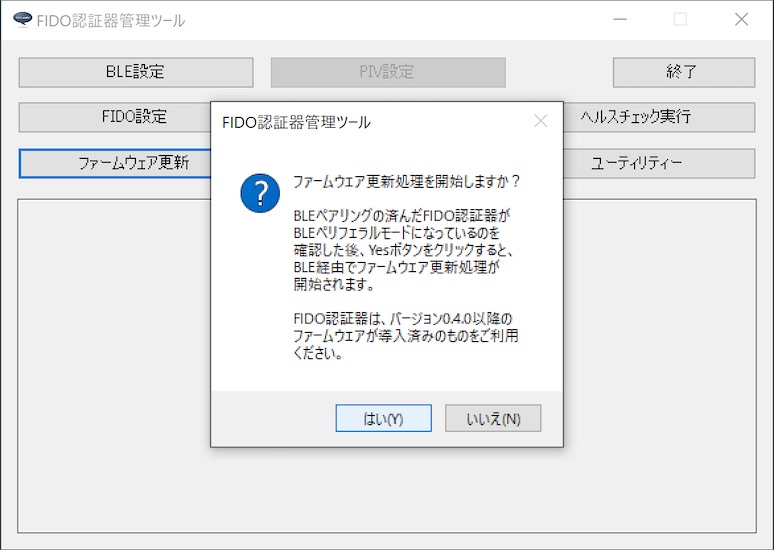 FIDO認証器管理ツール
BLE設定
PIV設定
終了
FIDO設定
ヘルスチェック実行
ファームウェア更新
ユーティリティー
FIDO認証器管理ツール
ファームウェア更新処理を開始しますか？
BLEペアリングの済んだFIDO認証器が
BLEペリフェラルモードになっているのを
確認した後、Yesボタンをクリックすると、
BLE経由でファームウェア更新処理が
開始されます。
FIDO認証器は、バージョン0.4.0以降の
ファームウェアが導入済みのものをご利用
ください。
はい(Y)
いいえ(N)